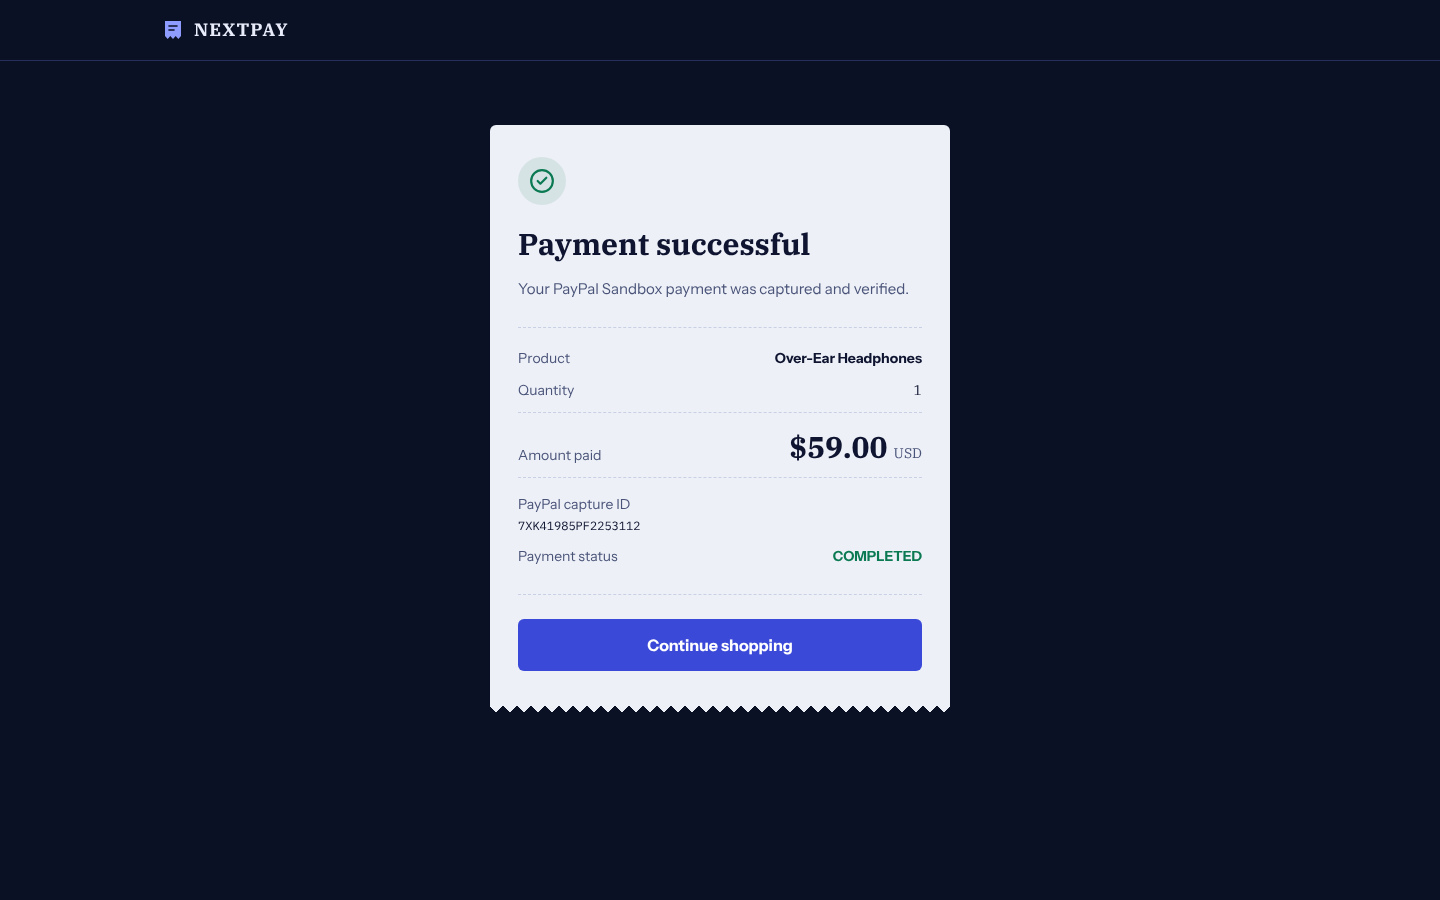 NEXTPAY
Payment successful
Your PayPal Sandbox payment was captured and verified.
Product Over-Ear Headphones
Quantity 1
Amount paid $59.00 USD
PayPal capture ID
7XK41985PF2253112
Payment status COMPLETED
Continue shopping